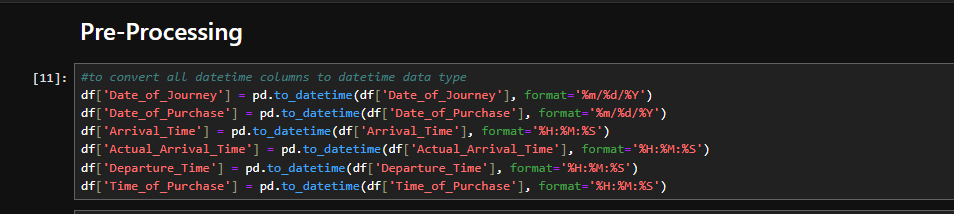 Pre-Processing
[11]: #to convert all datetime columns to datetime data type
df['Date_of_Journey'] = pd.to_datetime(df['Date_of_Journey'], format='%m/%d/%Y')
df['Date_of_Purchase'] = pd.to_datetime(df['Date_of_Purchase'], format='%m/%d/%Y')
df['Arrival_Time'] = pd.to_datetime(df['Arrival_Time'], format='%H:%M:%S')
df['Actual_Arrival_Time'] = pd.to_datetime(df['Actual_Arrival_Time'], format='%H:%M:%S')
df['Departure_Time'] = pd.to_datetime(df['Departure_Time'], format='%H:%M:%S')
df['Time_of_Purchase'] = pd.to_datetime(df['Time_of_Purchase'], format='%H:%M:%S')